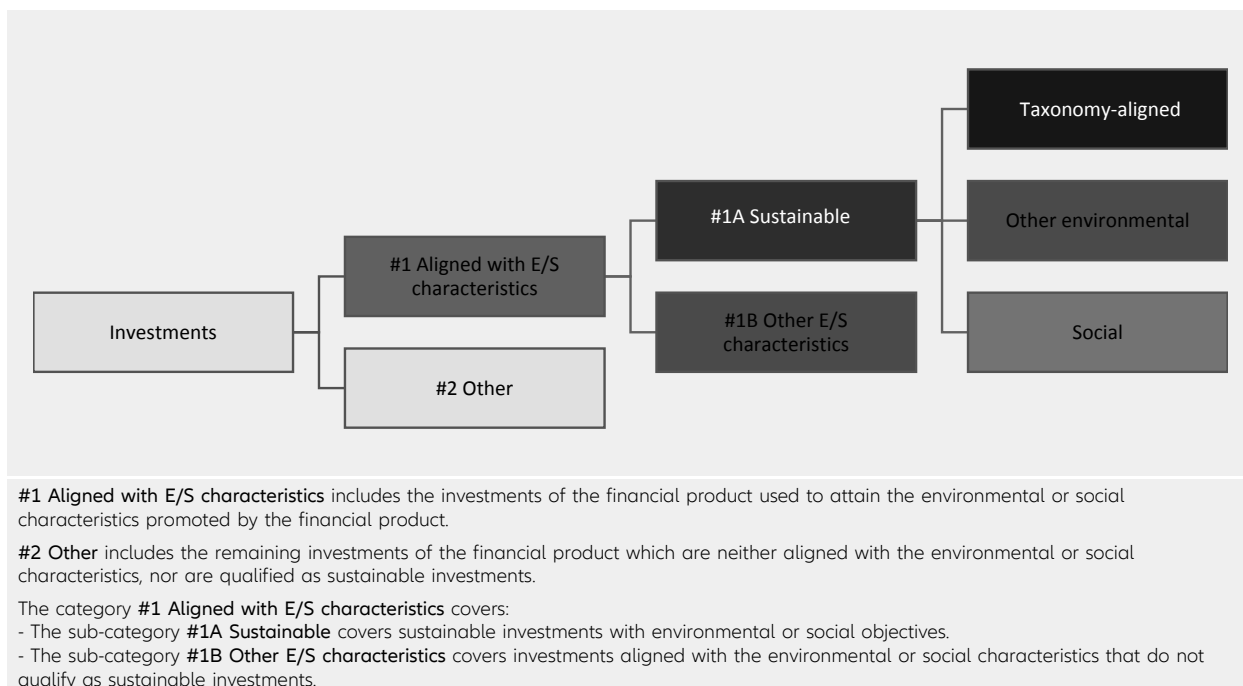 Taxonomy-aligned
#1A Sustainable
Other environmental
#1 Aligned with E/S
characteristics
Investments
#1B Other E/S
characteristics
Social
#2 Other
#1 Aligned with E/S characteristics includes the investments of the financial product used to attain the environmental or social
characteristics promoted by the financial product.
#2 Other includes the remaining investments of the financial product which are neither aligned with the environmental or social
characteristics, nor are qualified as sustainable investments.
The category #1 Aligned with E/S characteristics covers:
- The sub-category #1A Sustainable covers sustainable investments with environmental or social objectives.
- The sub-category #1B Other E/S characteristics covers investments aligned with the environmental or social characteristics that do not
qualify as sustainable investments.